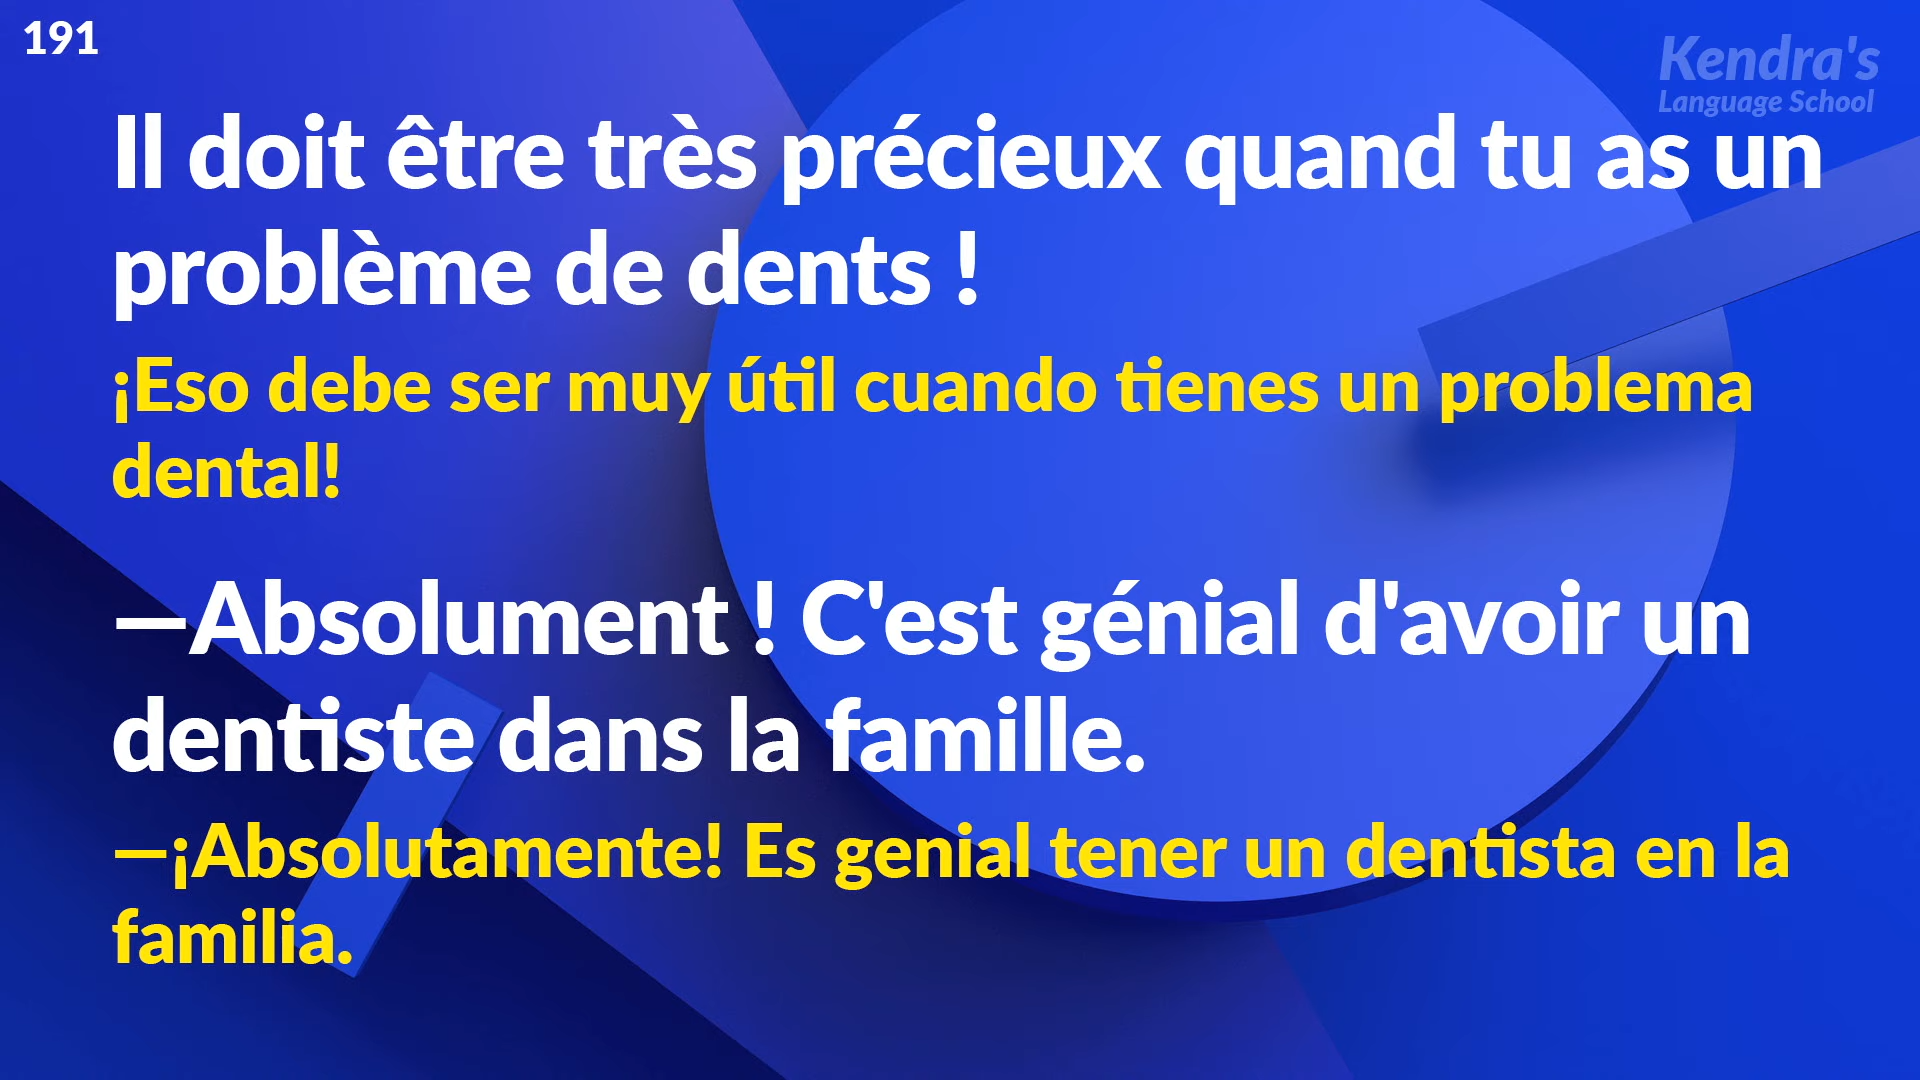 191
Kendra's
Language School
Il doit être très précieux quand tu as un
problème de dents !
¡Eso debe ser muy útil cuando tienes un problema
dental!
—Absolument ! C'est génial d'avoir un
dentiste dans la famille.
—¡Absolutamente! Es genial tener un dentista en la
familia.